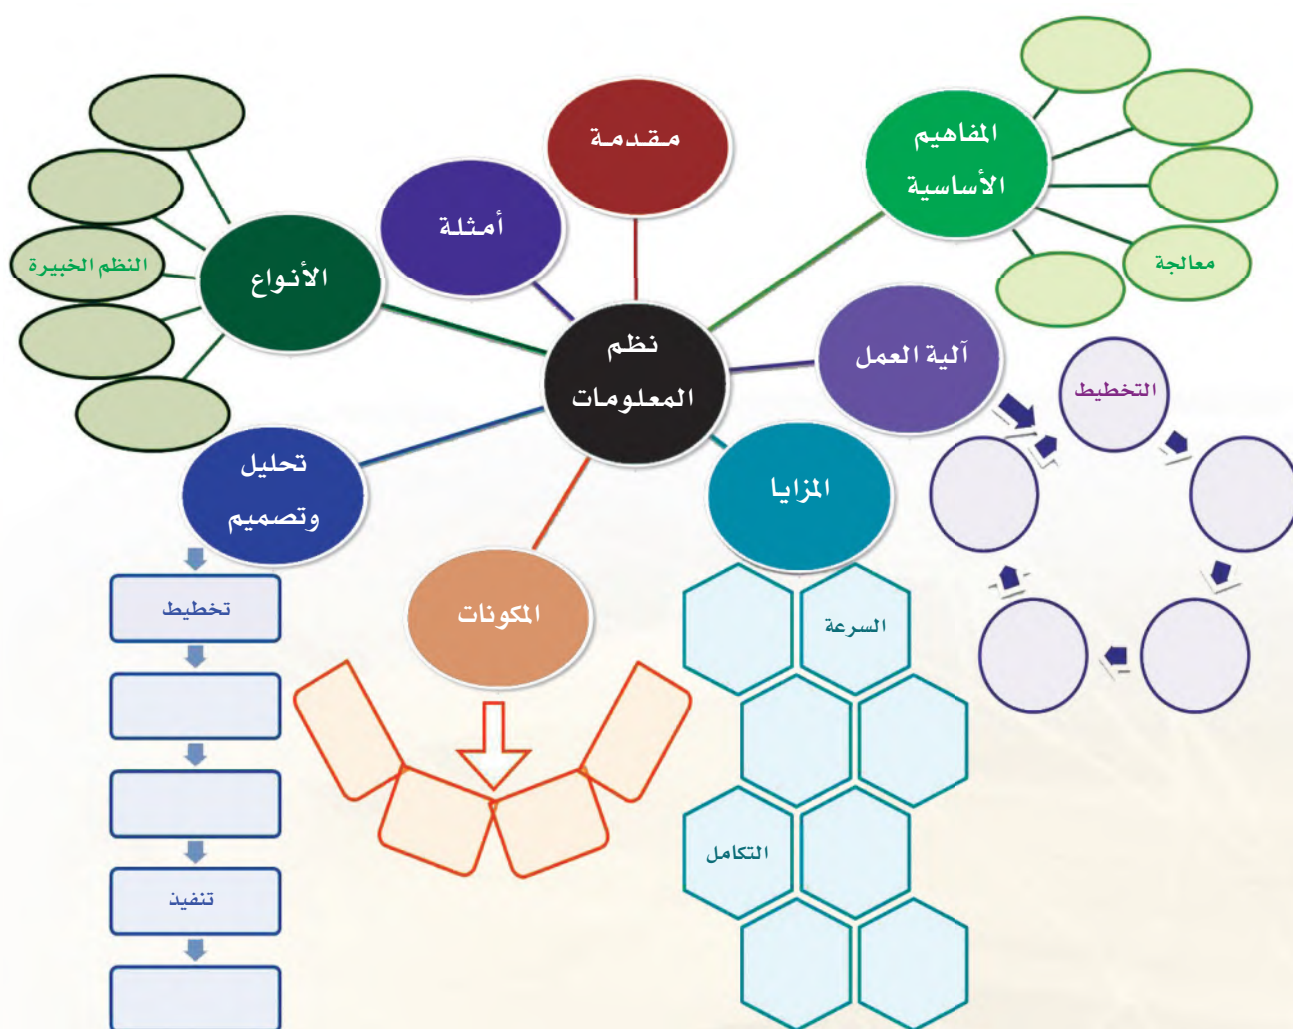 مقدمة
المفاهيم
الأساسية
أمثلة
الأنواع
النظم الخبيرة
معالجة
نظم
المعلومات
آلية العمل
التخطيط
تحليل
وتصميم
المزايا
المكونات
تخطيط
السرعة
التكامل
تنفيذ